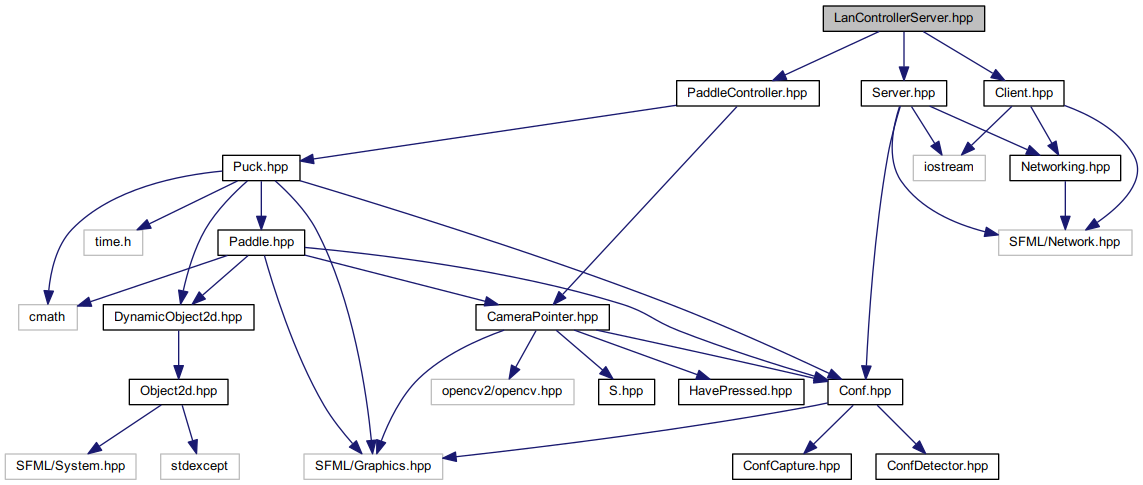 LanControllerServer.hpp
PaddleController.hpp
Server.hpp
Client.hpp
Puck.hpp
iostream
Networking.hpp
time.h
Paddle.hpp
SFML/Network.hpp
cmath
DynamicObject2d.hpp
CameraPointer.hpp
Object2d.hpp
opencv2/opencv.hpp
S.hpp
HavePressed.hpp
Conf.hpp
SFML/System.hpp
stdexcept
SFML/Graphics.hpp
ConfCapture.hpp
ConfDetector.hpp